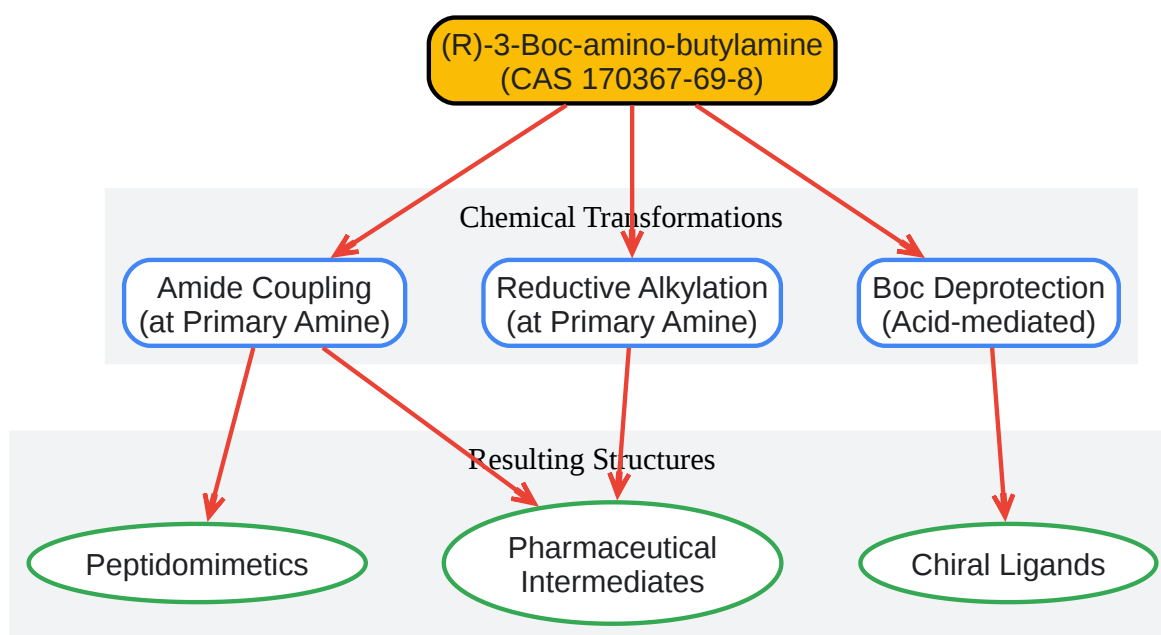 (R)-3-Boc-amino-butylamine
(CAS 170367-69-8)
Chemical Transformations
Amide Coupling
(at Primary Amine)
Reductive Alkylation
(at Primary Amine)
Boc Deprotection
(Acid-mediated)
Resulting Structures
Peptidomimetics
Pharmaceutical
Intermediates
Chiral Ligands